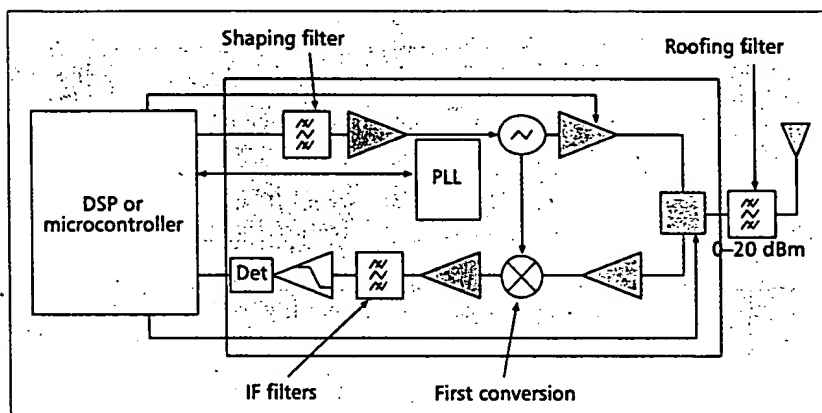 Shaping filter
Roofing filter
DSP or
microcontroller
PLL
0–20 dBm
Det
IF filters
First conversion